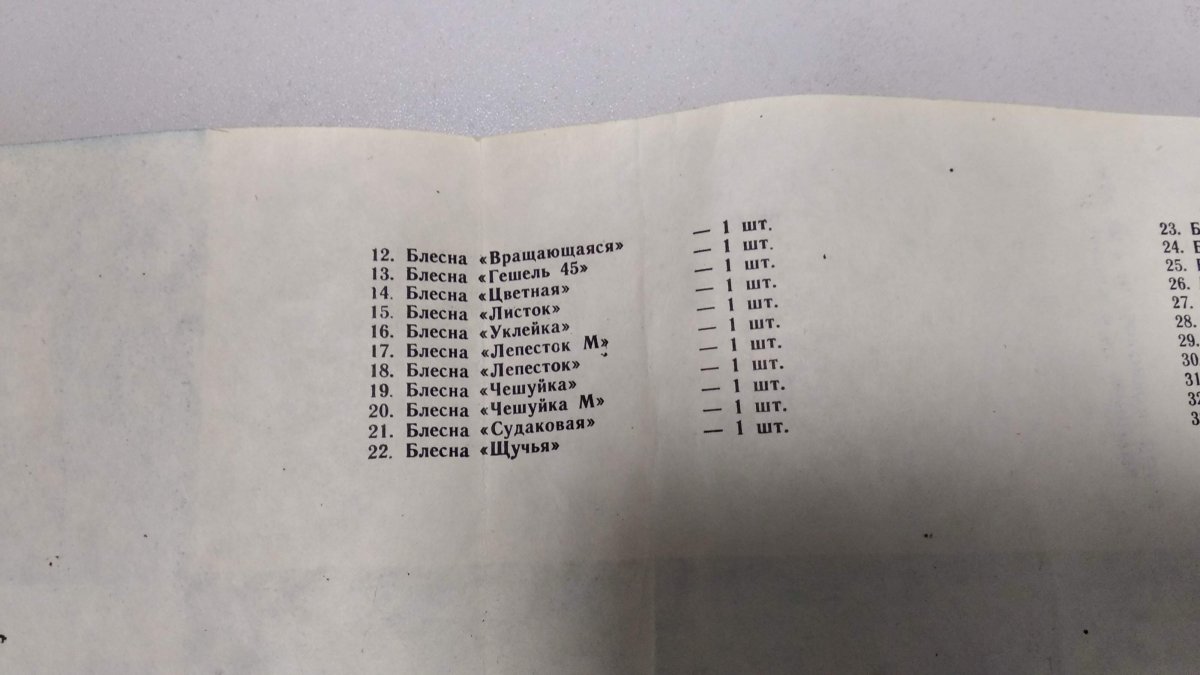 12. Блесна «Вращающаяся» — 1 шт.
13. Блесна «Гешель 45» — 1 шт.
14. Блесна «Цветная» — 1 шт.
15. Блесна «Листок» — 1 шт.
16. Блесна «Уклейка» — 1 шт.
17. Блесна «Лепесток М» — 1 шт.
18. Блесна «Лепесток» — 1 шт.
19. Блесна «Чешуйка» — 1 шт.
20. Блесна «Чешуйка М» — 1 шт.
21. Блесна «Судаковая» — 1 шт.
22. Блесна «Щучья» — 1 шт.
23. Б
24.
25.
26.
27.
28.
29.
30
31